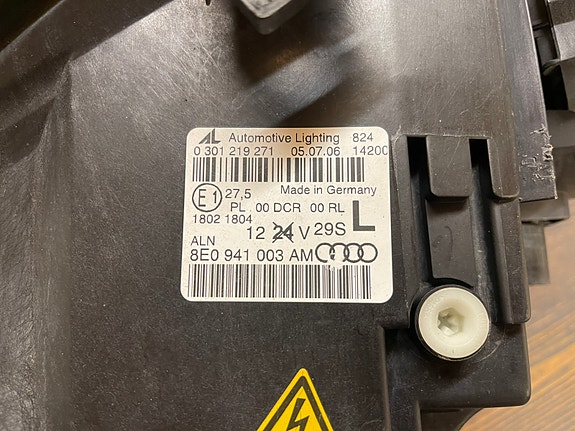 AL Automotive Lighting 824
0 301 219 271 05.07.06 14200
E1 27,5 Made in Germany
PL 00 DCR 00 RL
1802 1804 L
12 24 V 29S
ALN
8E0 941 003 AM